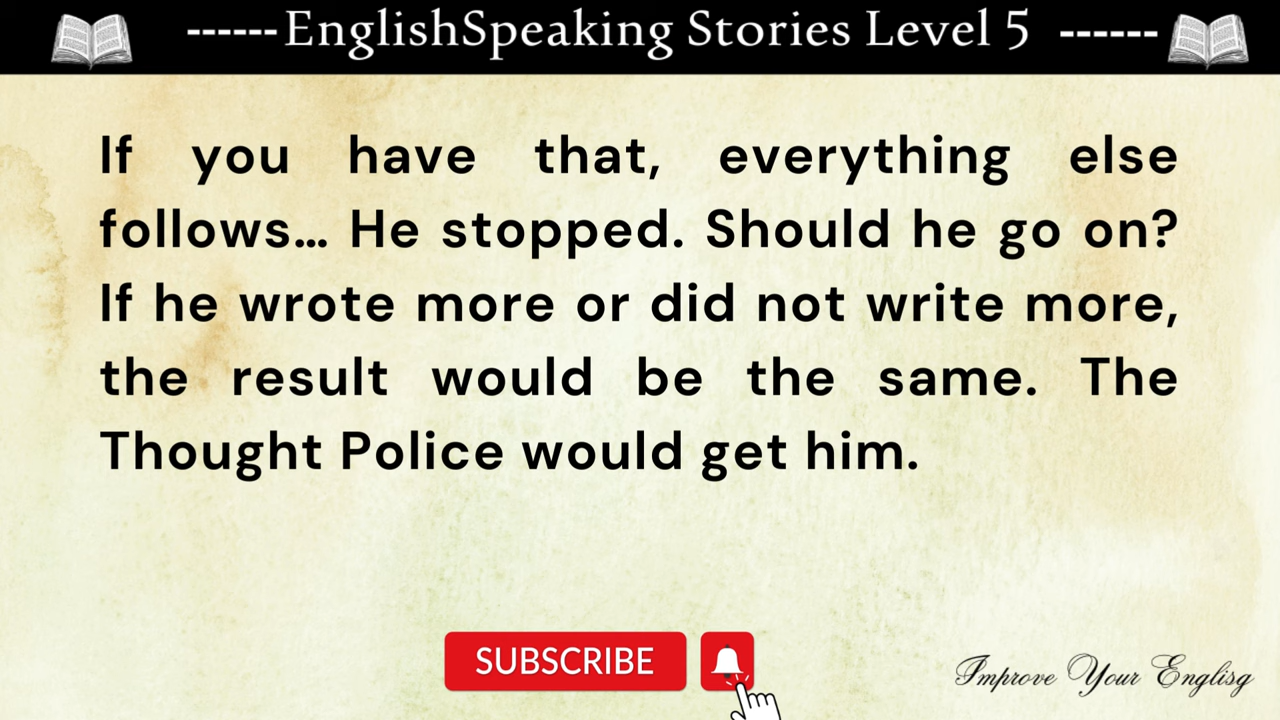 ------EnglishSpeaking Stories Level 5 ------
If you have that, everything else
follows... He stopped. Should he go on?
If he wrote more or did not write more,
the result would be the same. The
Thought Police would get him.
SUBSCRIBE
Improve Your Englisg